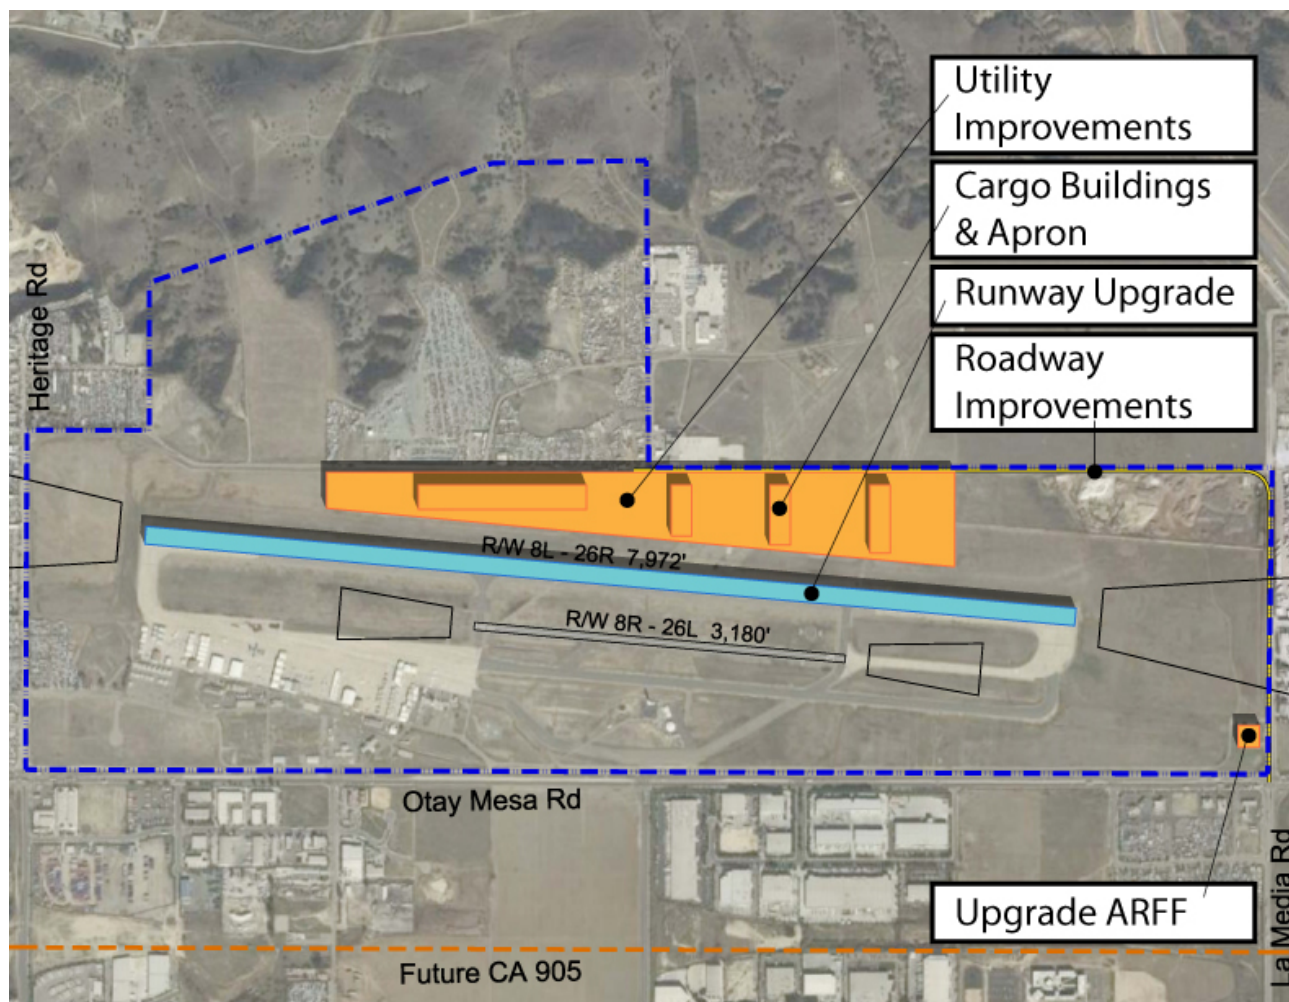 Utility
Improvements
Cargo Buildings
& Apron
Runway Upgrade
Roadway
Improvements
Heritage Rd
R/W 8L - 26R 7,972'
R/W 8R - 26L 3,180'
Otay Mesa Rd
Upgrade ARFF
La Media Rd
Future CA 905